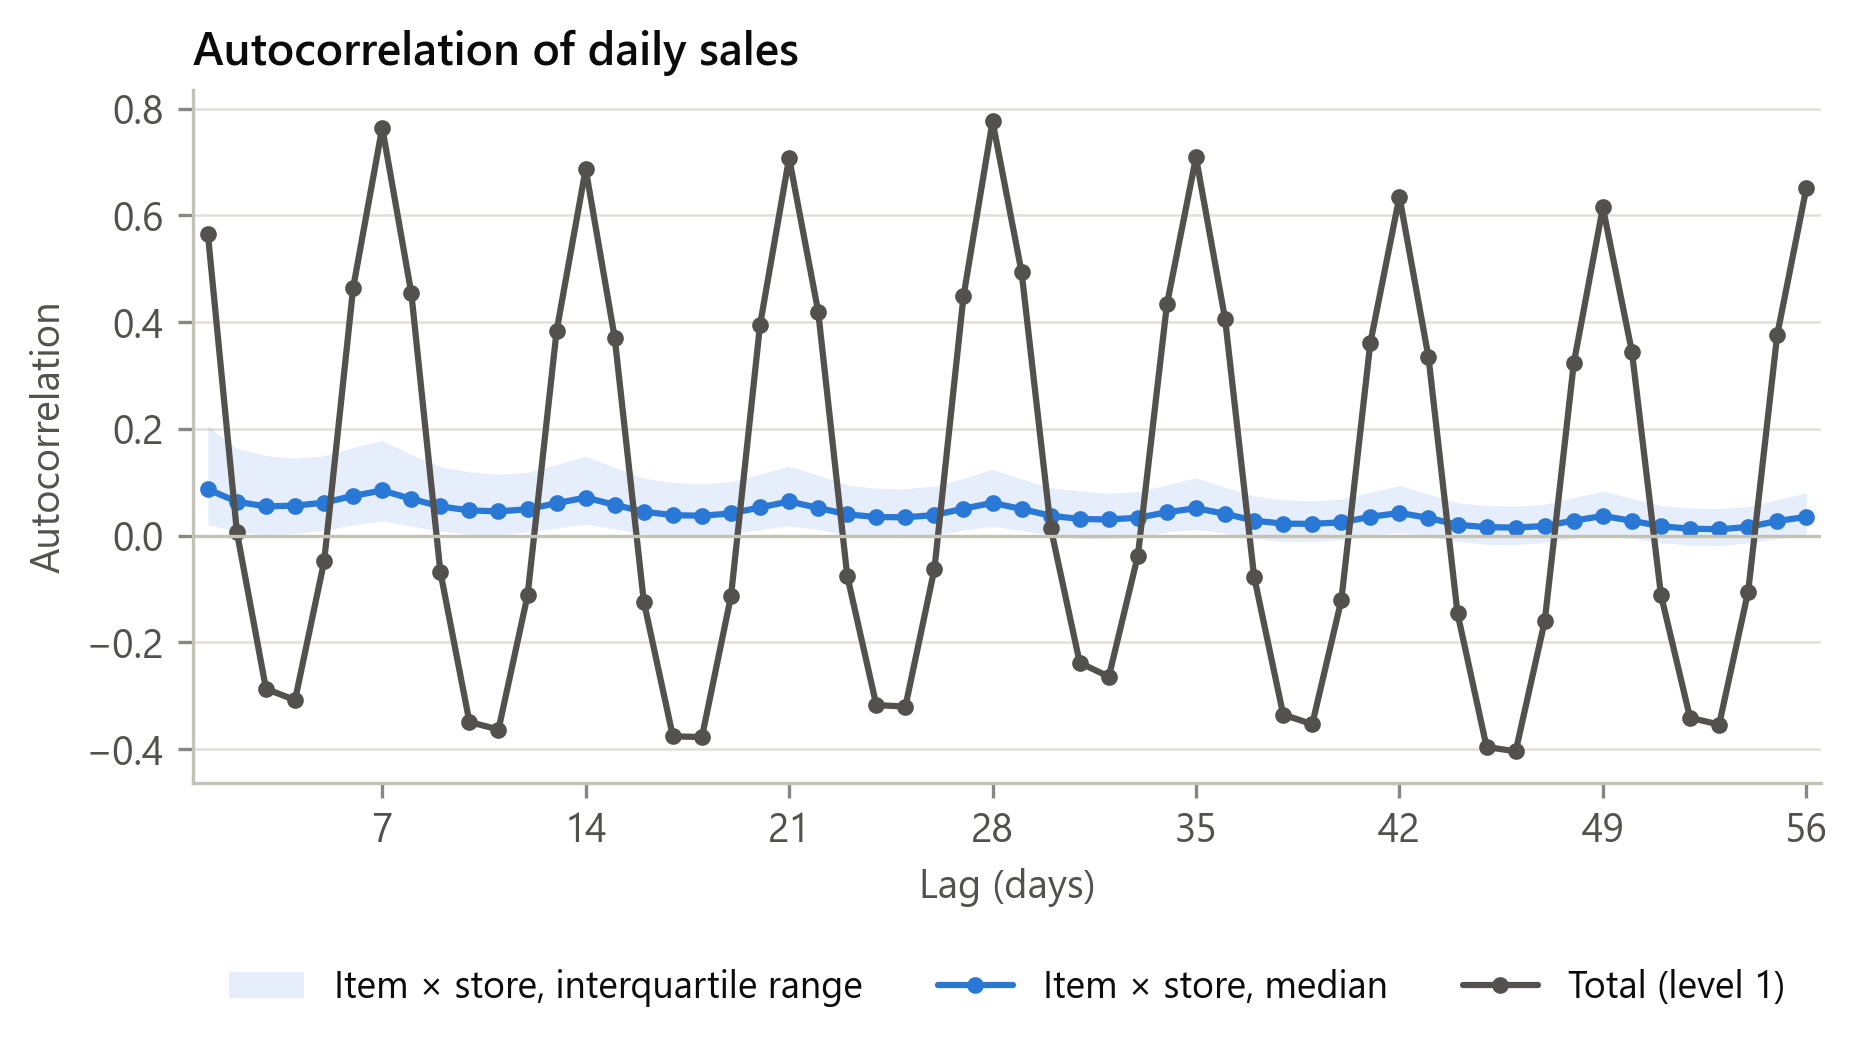 Autocorrelation of daily sales
0.8
0.6
0.4
0.2
0.0
−0.2
−0.4
Autocorrelation
7 14 21 28 35 42 49 56
Lag (days)
Item × store, interquartile range Item × store, median Total (level 1)